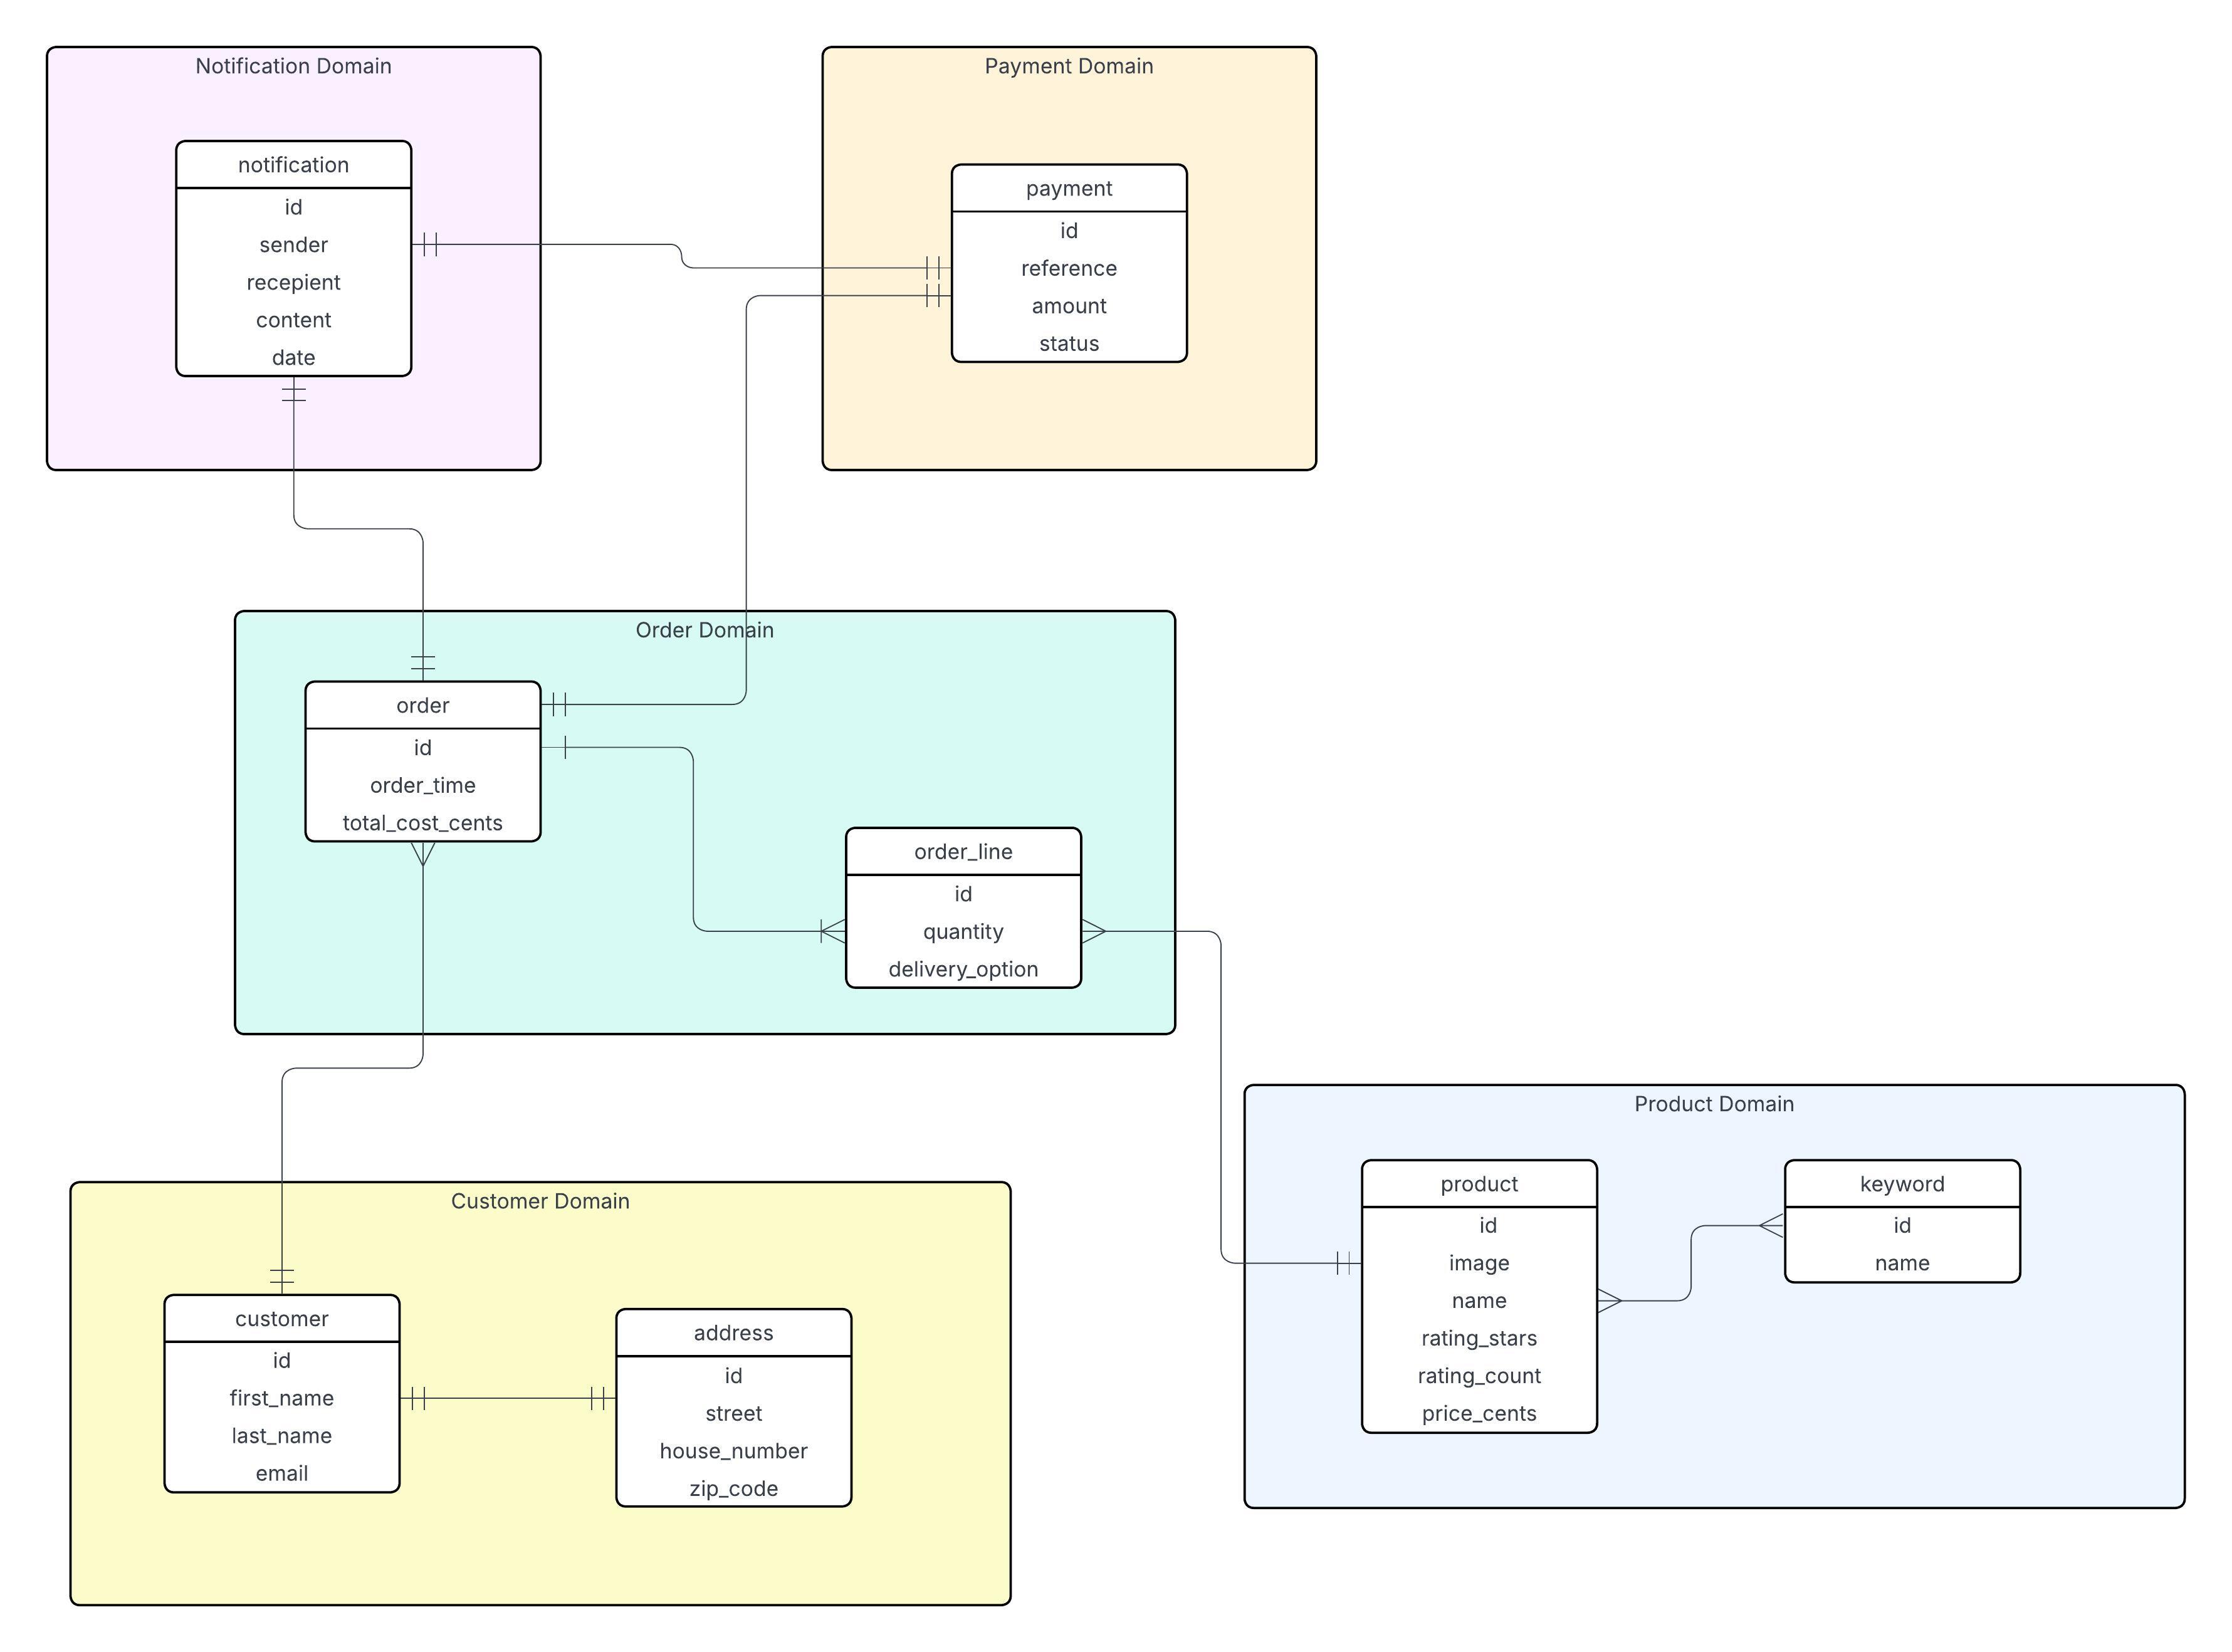 Notification Domain
notification
id
sender
recepient
content
date
Payment Domain
payment
id
reference
amount
status
Order Domain
order
id
order_time
total_cost_cents
order_line
id
quantity
delivery_option
Customer Domain
customer
id
first_name
last_name
email
address
id
street
house_number
zip_code
Product Domain
product
id
image
name
rating_stars
rating_count
price_cents
keyword
id
name